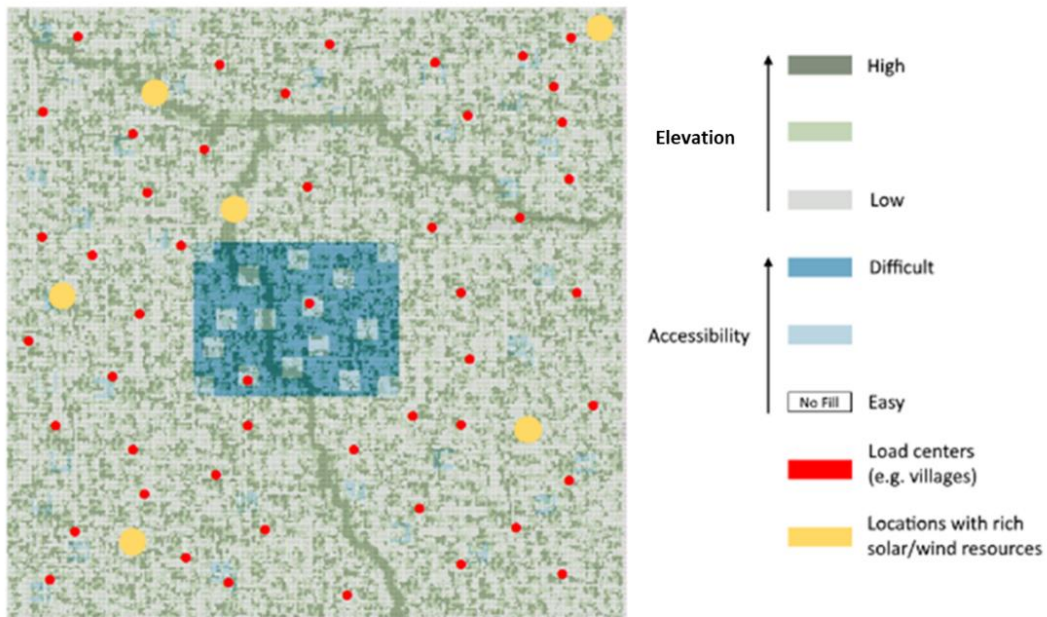 High
Elevation
Low
Difficult
Accessibility
No Fill
Easy
Load centers
(e.g. villages)
Locations with rich
solar/wind resources